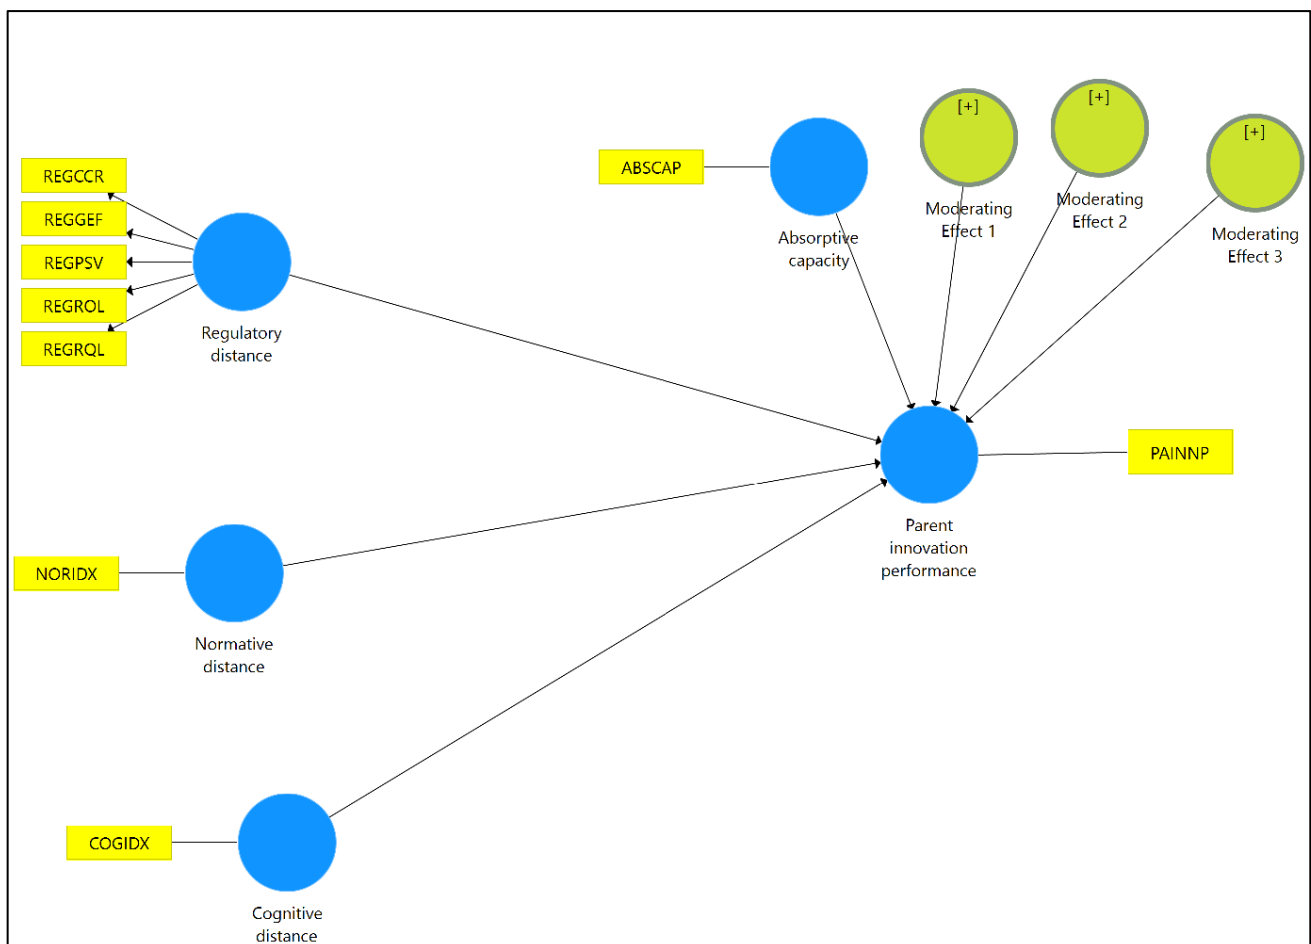 [+]
[+]
[+]
ABSCAP
REGCCR
REGGEF
REGPSV
REGROL
REGRQL
Moderating
Effect 1
Moderating
Effect 2
Moderating
Effect 3
Absorptive
capacity
Regulatory
distance
PAINNP
Parent
innovation
performance
NORIDX
Normative
distance
COGIDX
Cognitive
distance